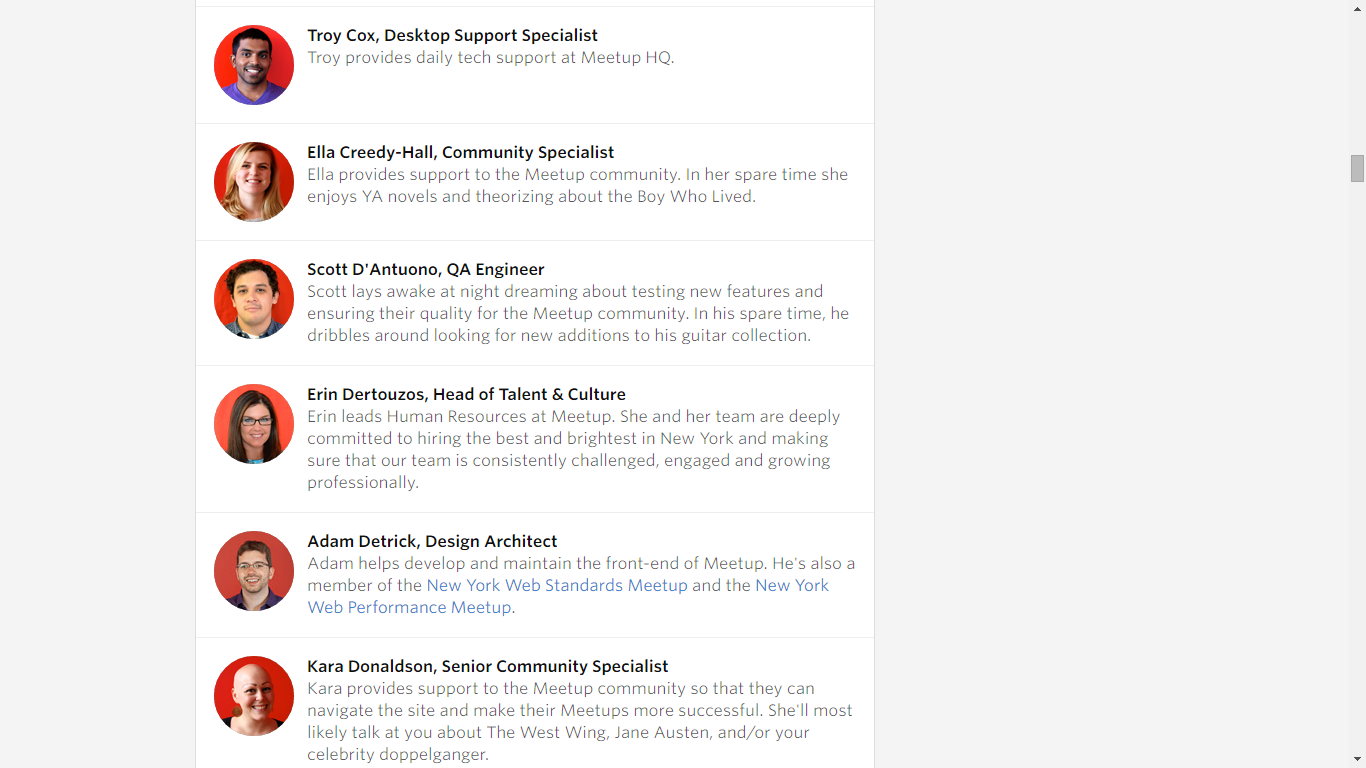 Troy Cox, Desktop Support Specialist
Troy provides daily tech support at Meetup HQ.
Ella Creedy-Hall, Community Specialist
Ella provides support to the Meetup community. In her spare time she
enjoys YA novels and theorizing about the Boy Who Lived.
Scott D'Antuono, QA Engineer
Scott lays awake at night dreaming about testing new features and
ensuring their quality for the Meetup community. In his spare time, he
dribbles around looking for new additions to his guitar collection.
Erin Dertouzos, Head of Talent & Culture
Erin leads Human Resources at Meetup. She and her team are deeply
committed to hiring the best and brightest in New York and making
sure that our team is consistently challenged, engaged and growing
professionally.
Adam Detrick, Design Architect
Adam helps develop and maintain the front-end of Meetup. He's also a
member of the New York Web Standards Meetup and the New York
Web Performance Meetup.
Kara Donaldson, Senior Community Specialist
Kara provides support to the Meetup community so that they can
navigate the site and make their Meetups more successful. She'll most
likely talk at you about The West Wing, Jane Austen, and/or your
celebrity doppelganger.